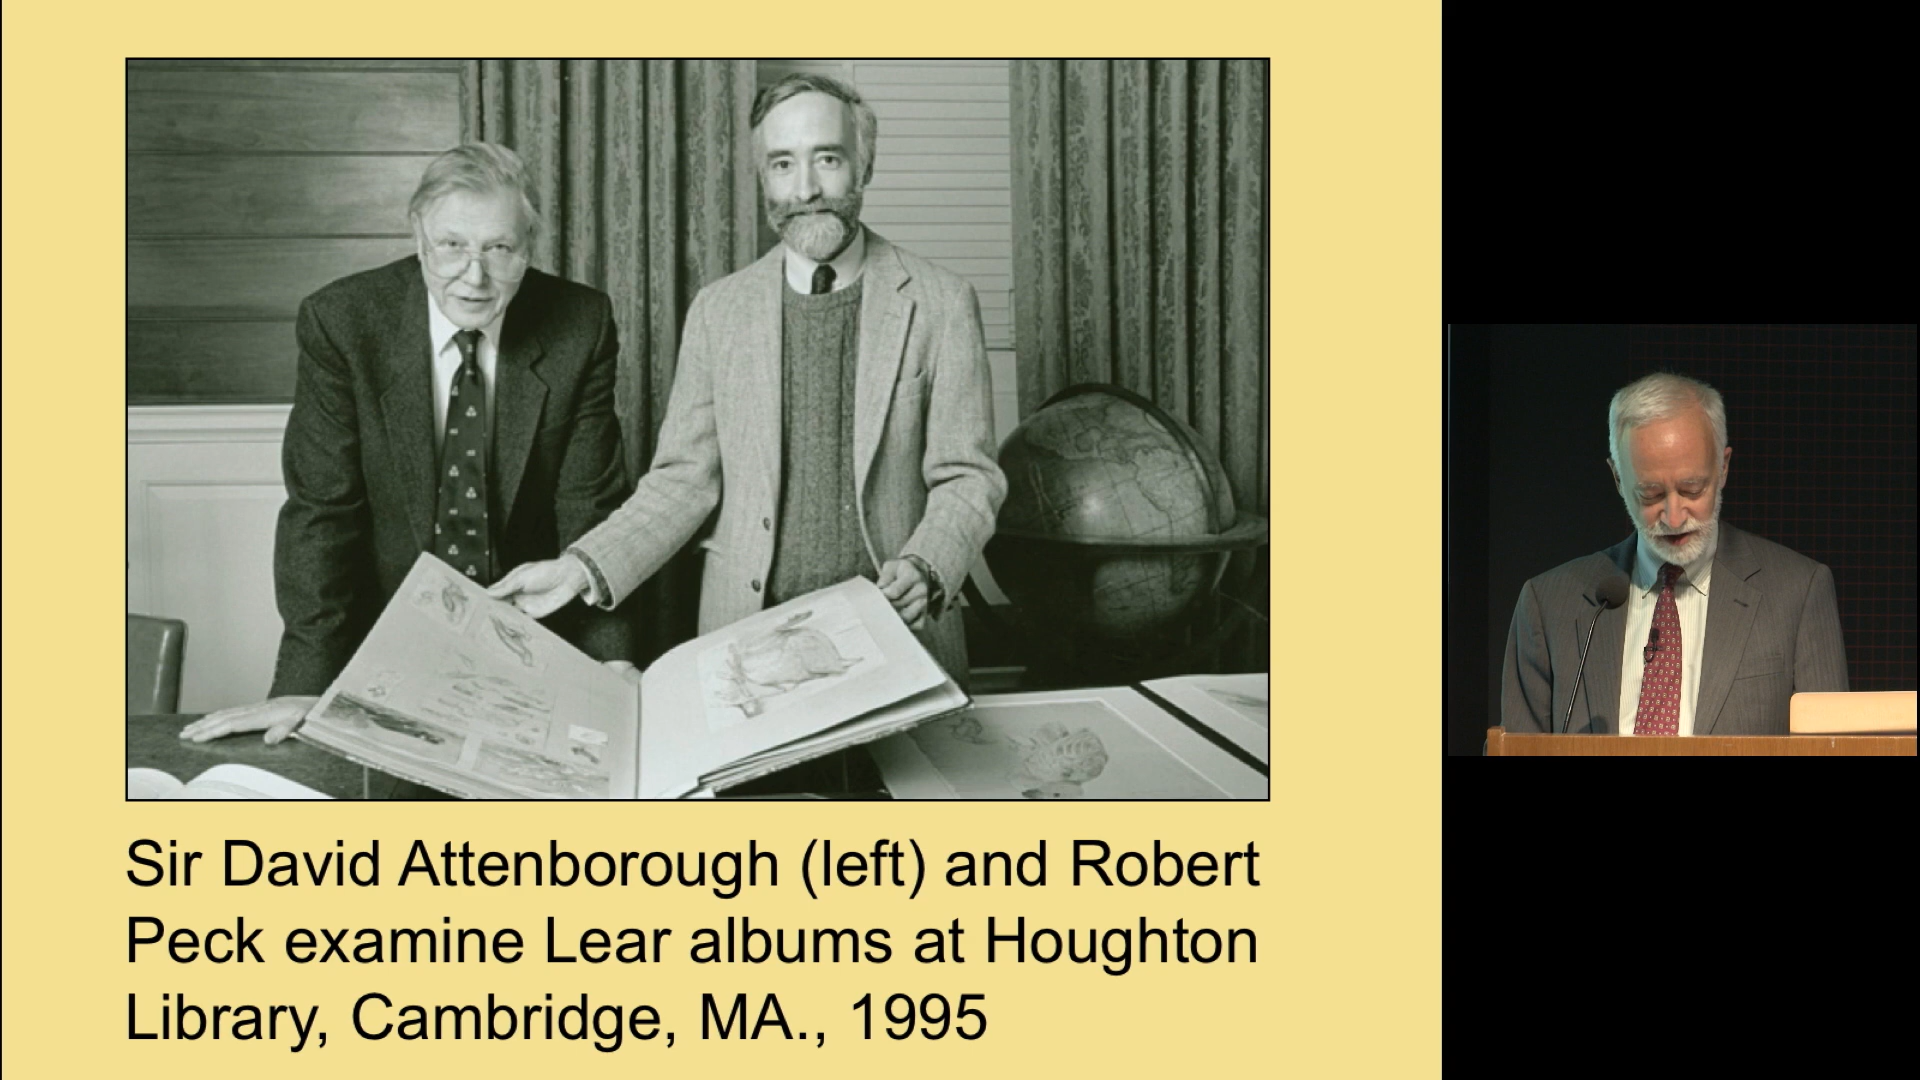 Sir David Attenborough (left) and Robert
Peck examine Lear albums at Houghton
Library, Cambridge, MA., 1995